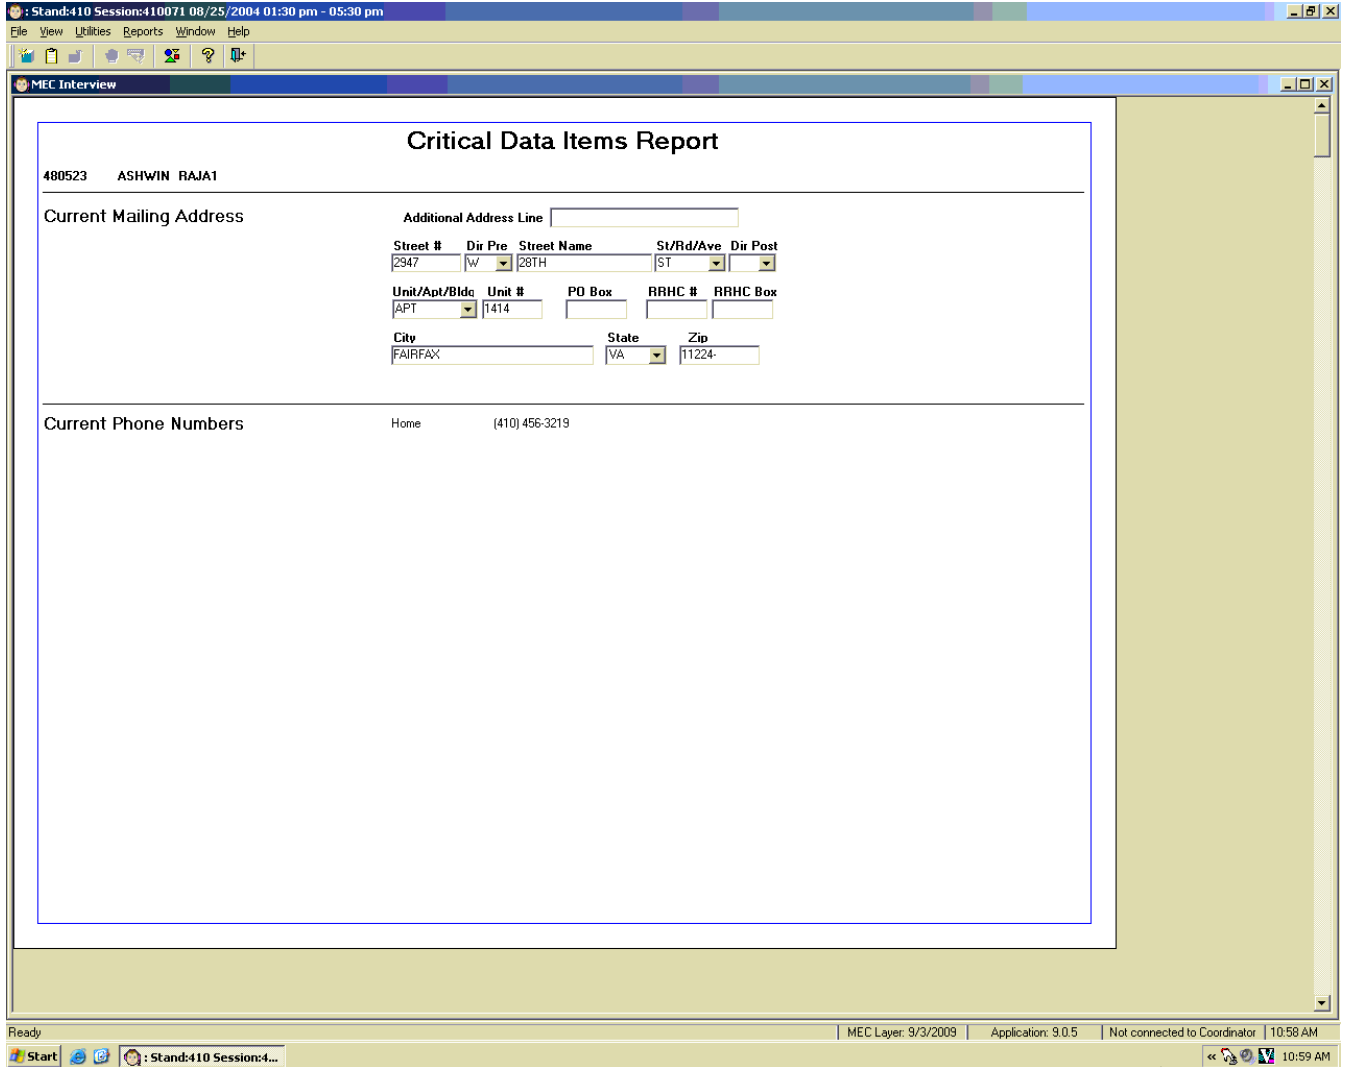 : Stand:410 Session:410071 08/25/2004 01:30 pm - 05:30 pm
File View Utilities Reports Window Help
MEC Interview
Critical Data Items Report
480523 ASHWIN RAJA1
Current Mailing Address
Additional Address Line
Street # Dir Pre Street Name St/Rd/Ave Dir Post
2947 W 28TH ST
Unit/Apt/Bldg Unit # PO Box RRHC # RRHC Box
APT 1414
City State Zip
FAIRFAX VA 11224-
Current Phone Numbers Home (410) 456-3219
Ready MEC Layer: 9/3/2009 Application: 9.0.5 Not connected to Coordinator 10:58 AM
Start : Stand:410 Session:4... « 10:59 AM